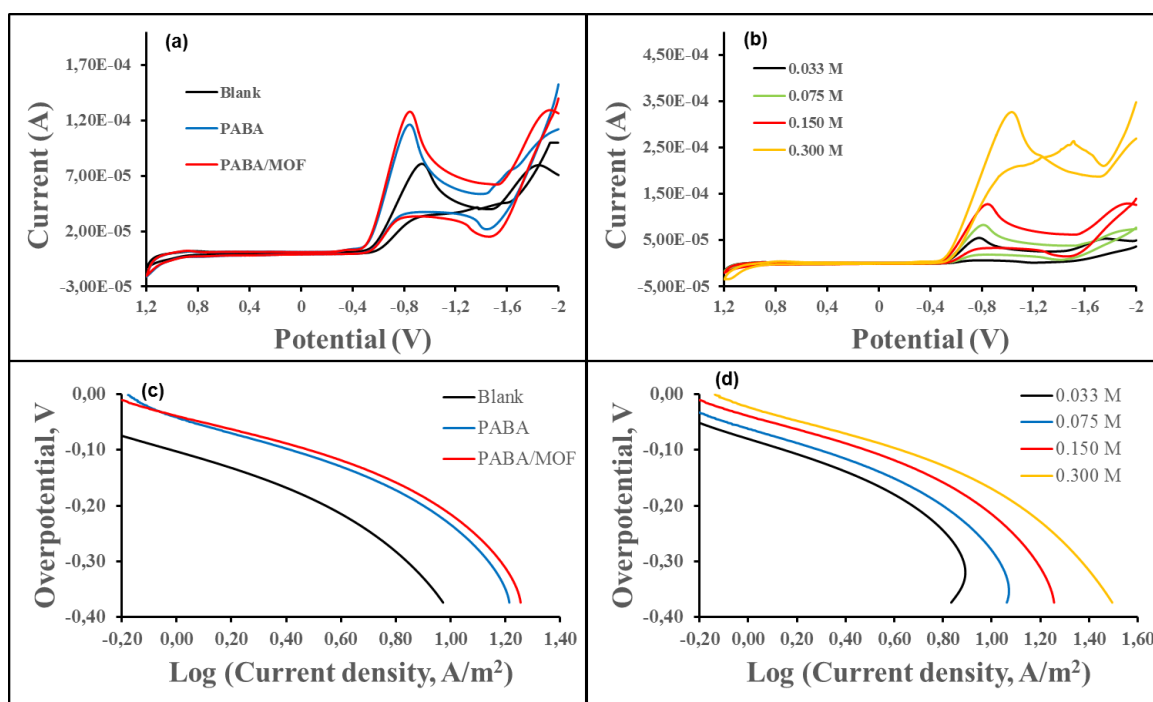 (a)
Current (A)
1,70E-04
1,20E-04
7,00E-05
2,00E-05
-3,00E-05
Blank
PABA
PABA/MOF
1,2 0,8 0,4 0 -0,4 -0,8 -1,2 -1,6 -2
Potential (V)
(b)
Current (A)
4,50E-04
3,50E-04
2,50E-04
1,50E-04
5,00E-05
-5,00E-05
0.033 M
0.075 M
0.150 M
0.300 M
1,2 0,8 0,4 0 -0,4 -0,8 -1,2 -1,6 -2
Potential (V)
(c)
Overpotential, V
0,00
-0,10
-0,20
-0,30
-0,40
Blank
PABA
PABA/MOF
-0,20 0,00 0,20 0,40 0,60 0,80 1,00 1,20 1,40
Log (Current density, A/m²)
(d)
Overpotential, V
0,00
-0,10
-0,20
-0,30
-0,40
0.033 M
0.075 M
0.150 M
0.300 M
-0,20 0,00 0,20 0,40 0,60 0,80 1,00 1,20 1,40 1,60
Log (Current density, A/m²)